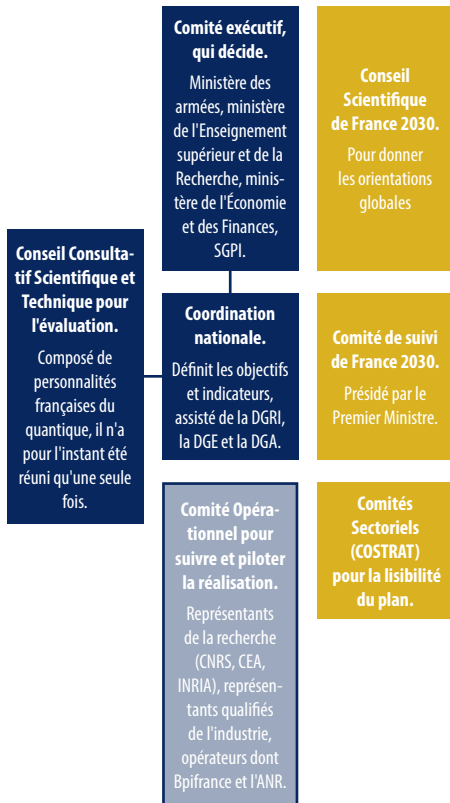 Comité exécutif,
qui décide.
Ministère des
armées, ministère
de l'Enseignement
supérieur et de la
Recherche, minis-
tère de l'Économie
et des Finances,
SGPI.
Conseil
Scientifique
de France 2030.
Pour donner
les orientations
globales
Conseil Consulta-
tif Scientifique et
Technique pour
l'évaluation.
Composé de
personnalités
françaises du
quantique, il n'a
pour l'instant été
réuni qu'une seule
fois.
Coordination
nationale.
Définit les objectifs
et indicateurs,
assisté de la DGRI,
la DGE et la DGA.
Comité de suivi
de France 2030.
Présidé par le
Premier Ministre.
Comité Opéra-
tionnel pour
suivre et piloter
la réalisation.
Représentants
de la recherche
(CNRS, CEA,
INRIA), représen-
tants qualifiés
de l'industrie,
opérateurs dont
Bpifrance et l'ANR.
Comités
Sectoriels
(COSTRAT)
pour la lisibilité
du plan.